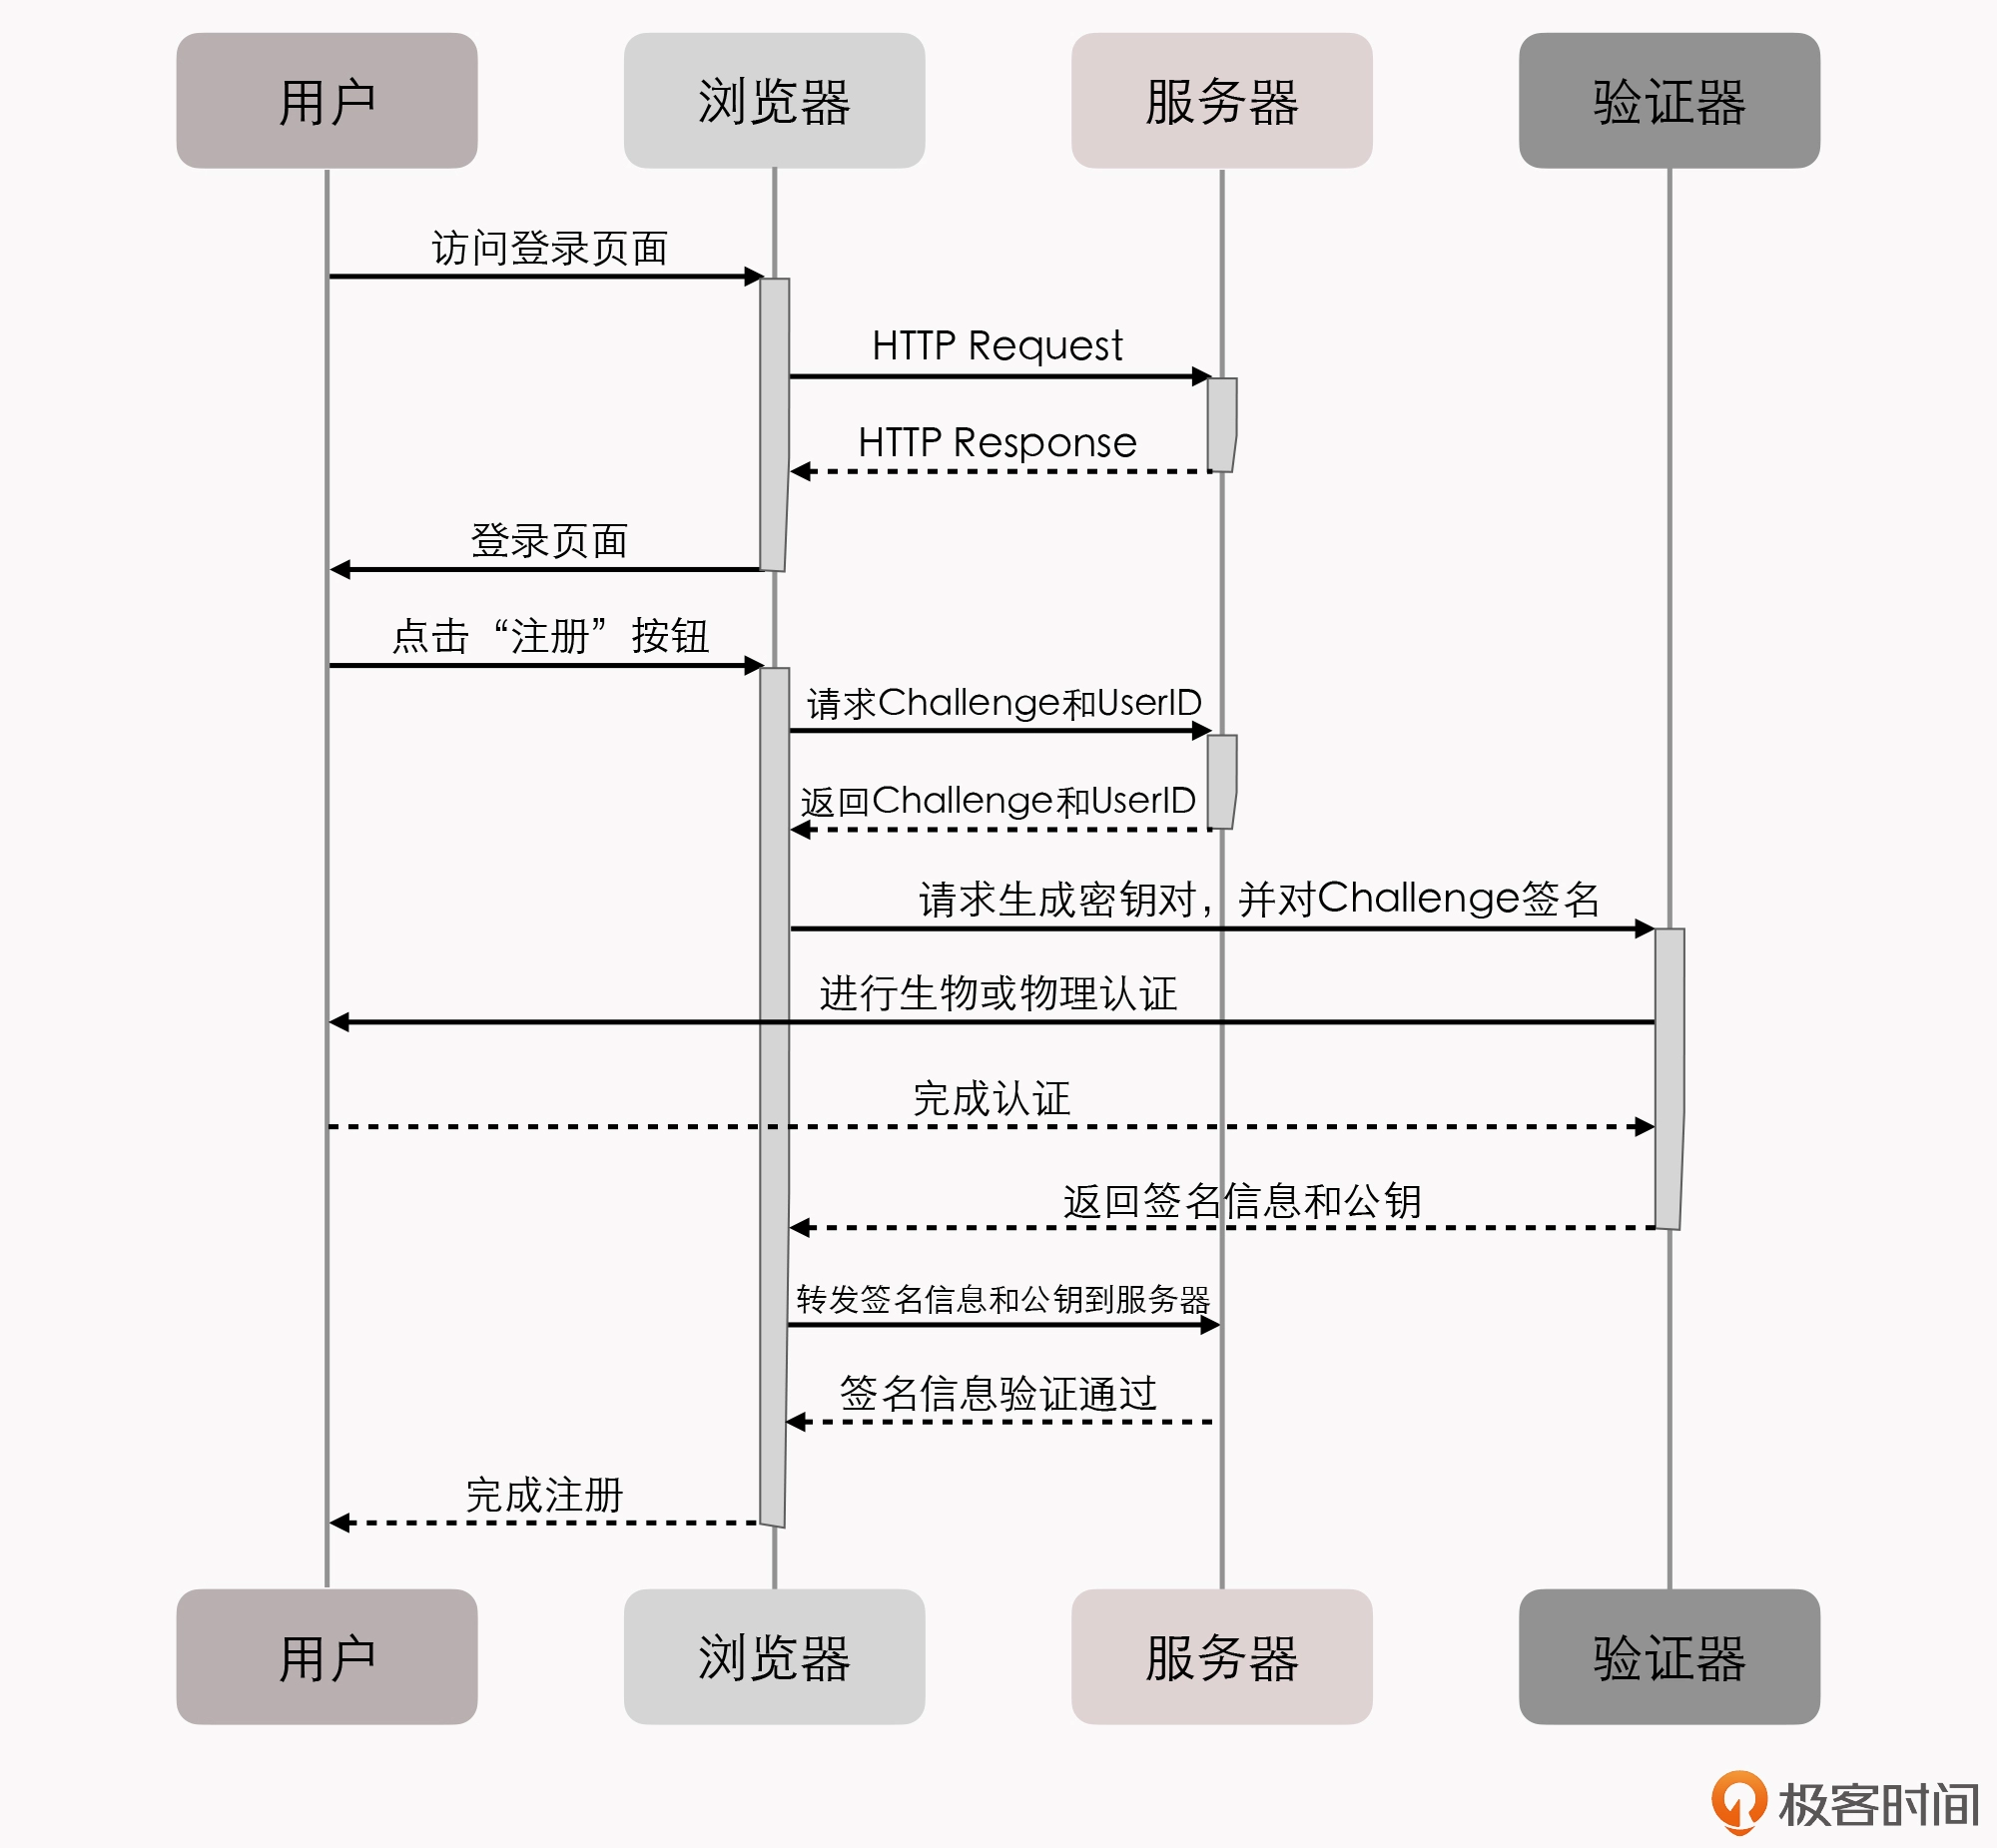 用户
浏览器
服务器
验证器
访问登录页面
HTTP Request
HTTP Response
登录页面
点击“注册”按钮
请求Challenge和UserID
返回Challenge和UserID
请求生成密钥对，并对Challenge签名
进行生物或物理认证
完成认证
返回签名信息和公钥
转发签名信息和公钥到服务器
签名信息验证通过
完成注册
用户
浏览器
服务器
验证器
极客时间